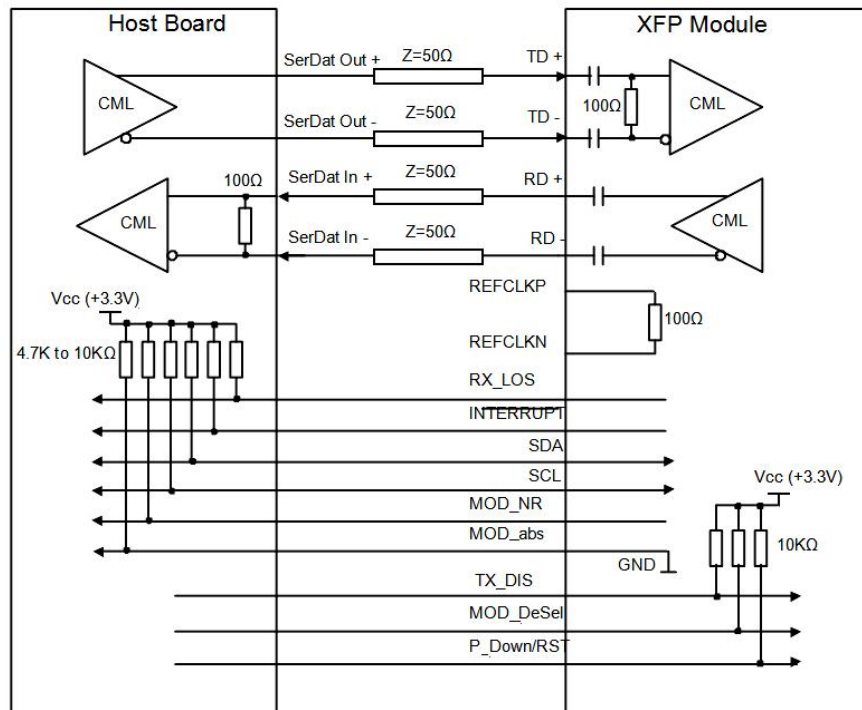 Host Board
XFP Module
SerDat Out +
Z=50Ω
TD +
CML
100Ω
CML
SerDat Out -
Z=50Ω
TD -
100Ω
SerDat In +
Z=50Ω
RD +
CML
CML
SerDat In -
Z=50Ω
RD -
REFCLKP
Vcc (+3.3V)
100Ω
4.7K to 10KΩ
REFCLKN
RX_LOS
INTERRUPT
SDA
SCL
Vcc (+3.3V)
MOD_NR
MOD_abs
10KΩ
GND
TX_DIS
MOD_DeSel
P_Down/RST